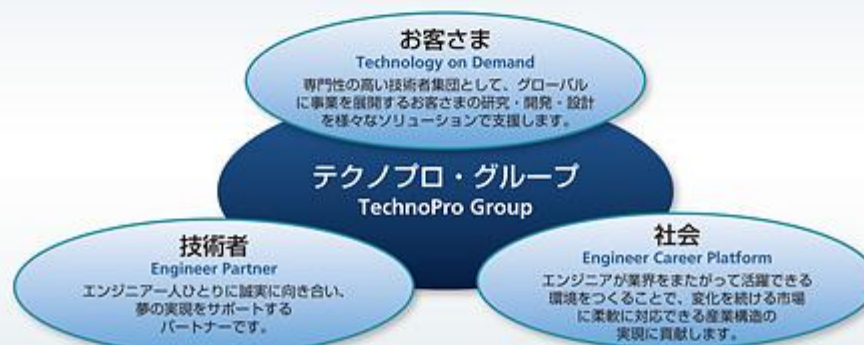 お客さま
Technology on Demand
専門性の高い技術者集団として、グローバル
に事業を展開するお客さまの研究・開発・設計
を様々なソリューションで支援します。
テクノプロ・グループ
TechnoPro Group
技術者
Engineer Partner
エンジニア一人ひとりに誠実に向き合い、
夢の実現をサポートする
パートナーです。
社会
Engineer Career Platform
エンジニアが業界をまたがって活躍できる
環境をつくることで、変化を続ける市場
に柔軟に対応できる産業構造の
実現に貢献します。